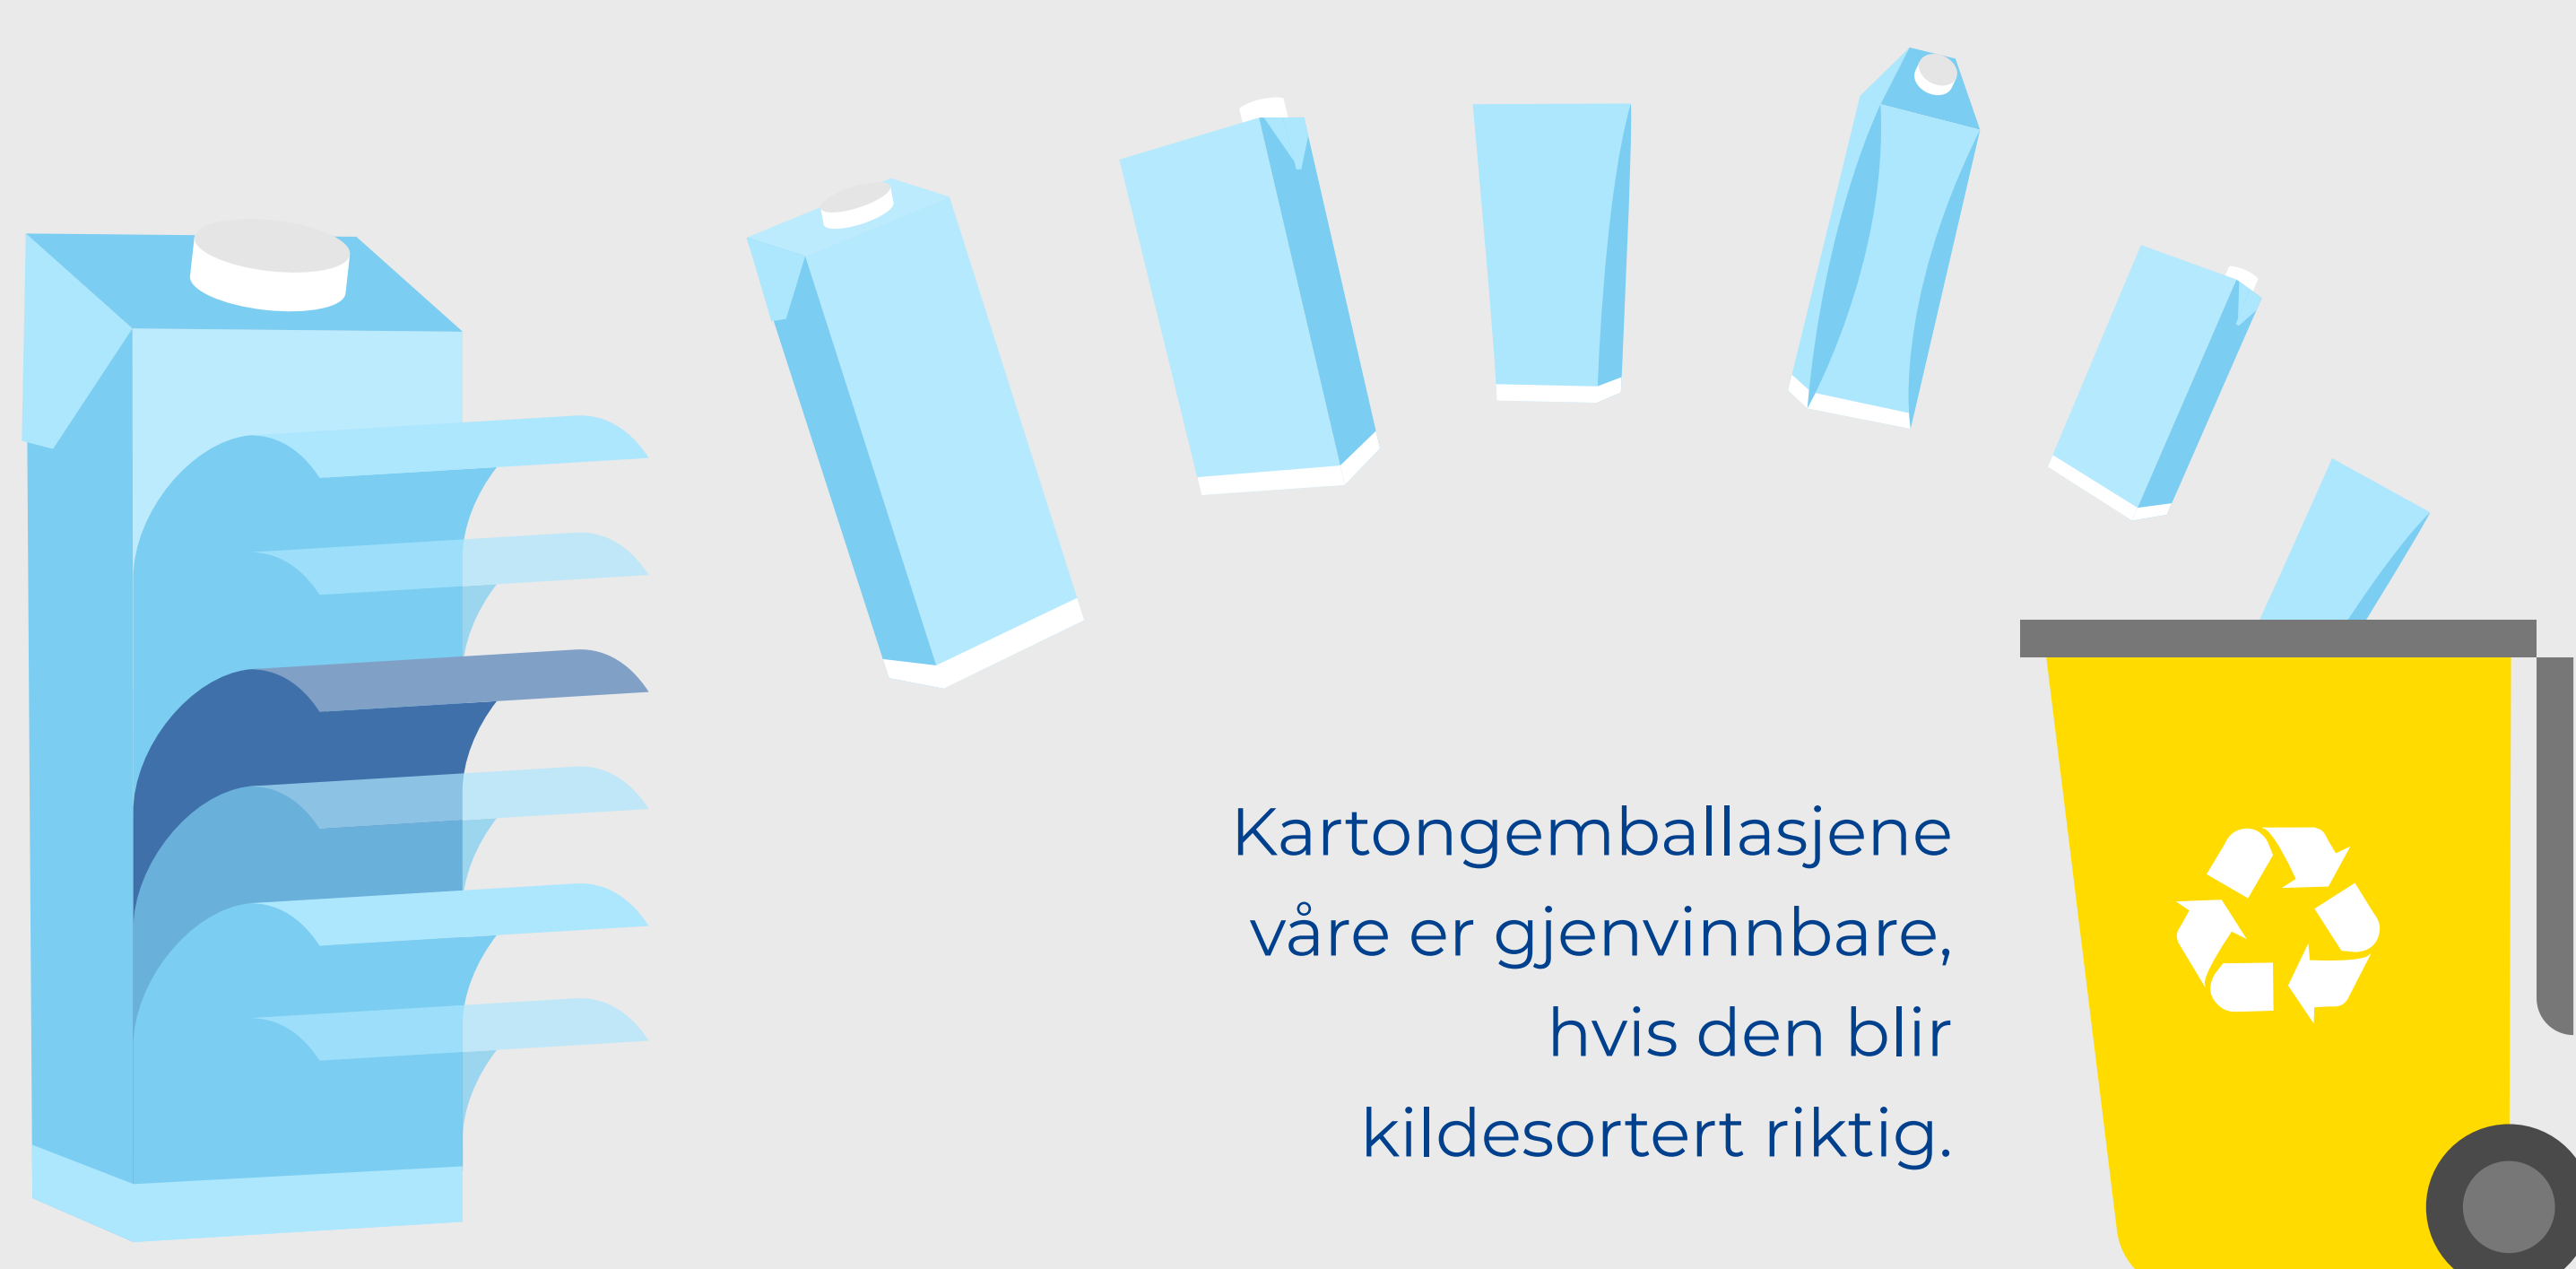 Kartongemballasjene
våre er gjenvinnbare,
hvis den blir
kildesortert riktig.